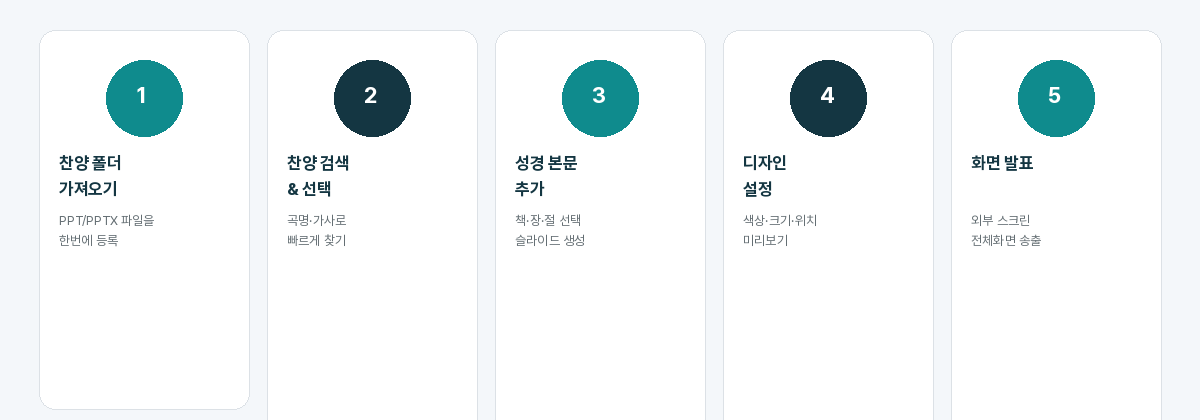 1
찬양 폴더
가져오기
PPT/PPTX 파일을
한번에 등록
2
찬양 검색
& 선택
곡명·가사로
빠르게 찾기
3
성경 본문
추가
책·장·절 선택
슬라이드 생성
4
디자인
설정
색상·크기·위치
미리보기
5
화면 발표
외부 스크린
전체화면 송출